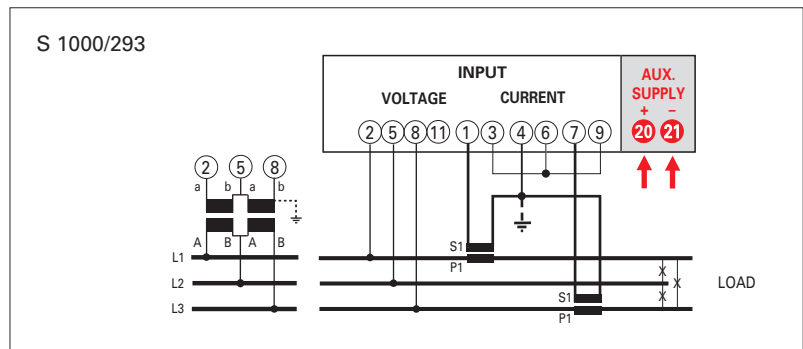 S 1000/293
INPUT
AUX.
SUPPLY
VOLTAGE
CURRENT
+ −
2 5 8 11 1 3 4 6 7 9 20 21
2 5 8
a b a b
A B A B
S1
P1
L1
L2
L3
S1
P1
X
X
X
LOAD